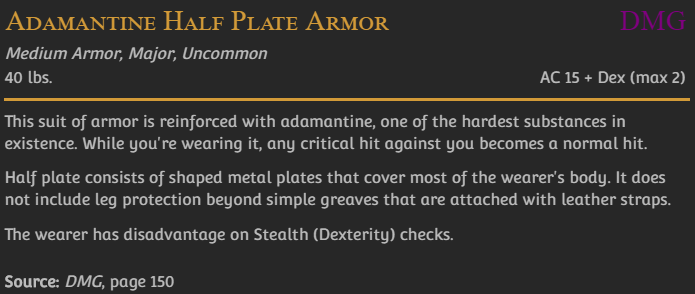 Adamantine Half Plate Armor DMG
Medium Armor, Major, Uncommon
40 lbs. AC 15 + Dex (max 2)
This suit of armor is reinforced with adamantine, one of the hardest substances in
existence. While you're wearing it, any critical hit against you becomes a normal hit.
Half plate consists of shaped metal plates that cover most of the wearer's body. It does
not include leg protection beyond simple greaves that are attached with leather straps.
The wearer has disadvantage on Stealth (Dexterity) checks.
Source: DMG, page 150